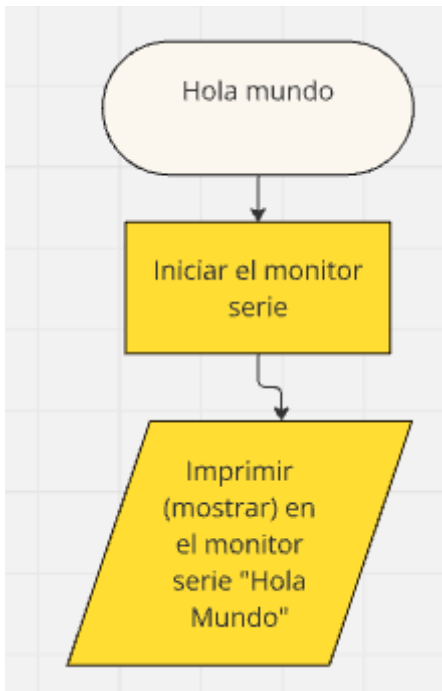 Hola mundo
Iniciar el monitor
serie
Imprimir
(mostrar) en
el monitor
serie "Hola
Mundo"